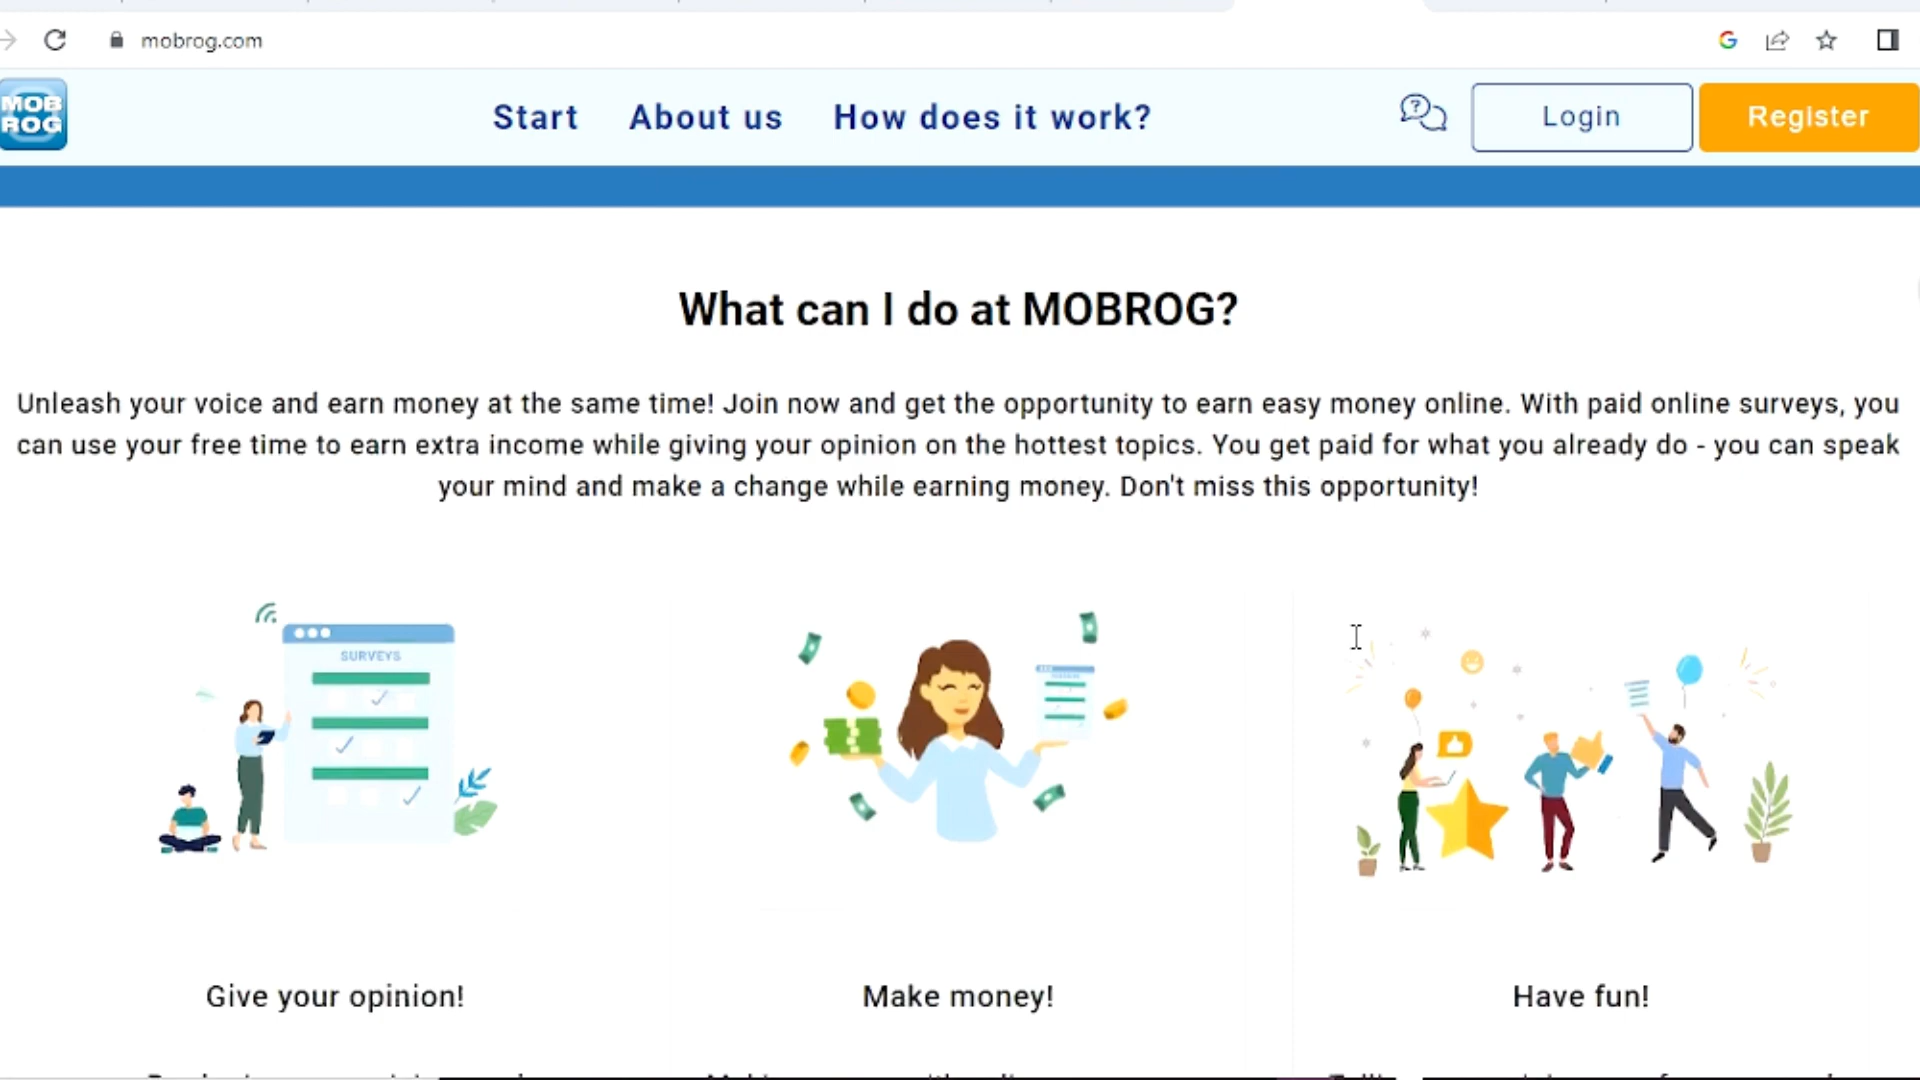 mobrog.com
MOB
ROG
Start About us How does it work? Login Register
What can I do at MOBROG?
Unleash your voice and earn money at the same time! Join now and get the opportunity to earn easy money online. With paid online surveys, you
can use your free time to earn extra income while giving your opinion on the hottest topics. You get paid for what you already do - you can speak
your mind and make a change while earning money. Don't miss this opportunity!
SURVEYS
Give your opinion! Make money! Have fun!